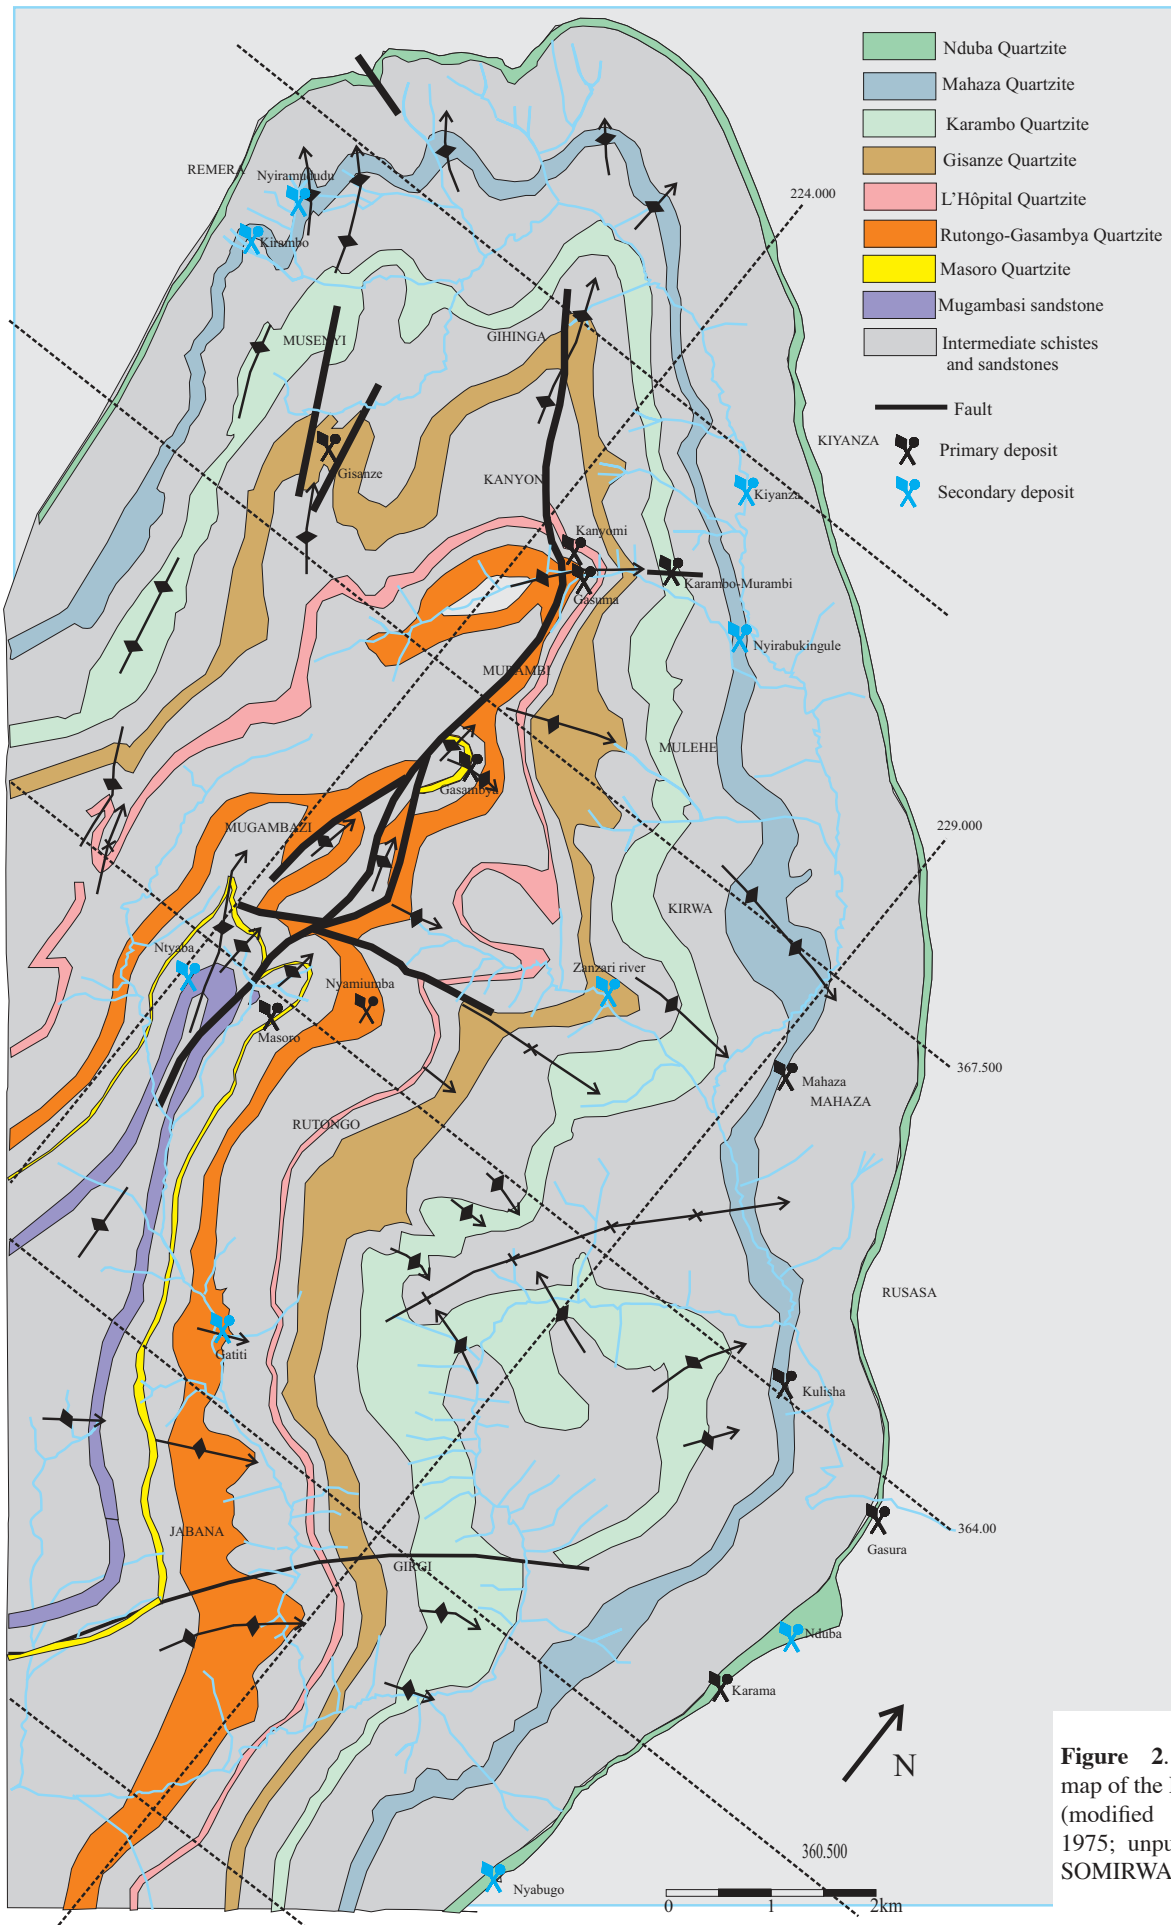 Nduba Quartzite
Mahaza Quartzite
Karambo Quartzite
Gisanze Quartzite
L'Hôpital Quartzite
Rutongo-Gasambya Quartzite
Masoro Quartzite
Mugambasi sandstone
Intermediate schistes
and sandstones
Fault
Primary deposit
Secondary deposit
REMERA
Nyiramududu
Kirambo
224.000
MUSENYI
GIHINGA
KIYANZA
Gisanze
KANYON
Kiyanza
Kanyomi
Karambo-Murambi
Gasuma
Nyirabukingule
MURAMBI
MULEHE
Gasambya
MUGAMBAZI
229.000
KIRWA
Ntyaba
Zanzari river
Nyamiumba
Masoro
367.500
Mahaza
MAHAZA
RUTONGO
RUSASA
Gatiti
Kulisha
364.00
JABANA
Gasura
GIRGI
Nduba
Karama
N
Figure 2.
map of the
(modified
1975; unpu
SOMIRWA
360.500
Nyabugo
0 1 2km